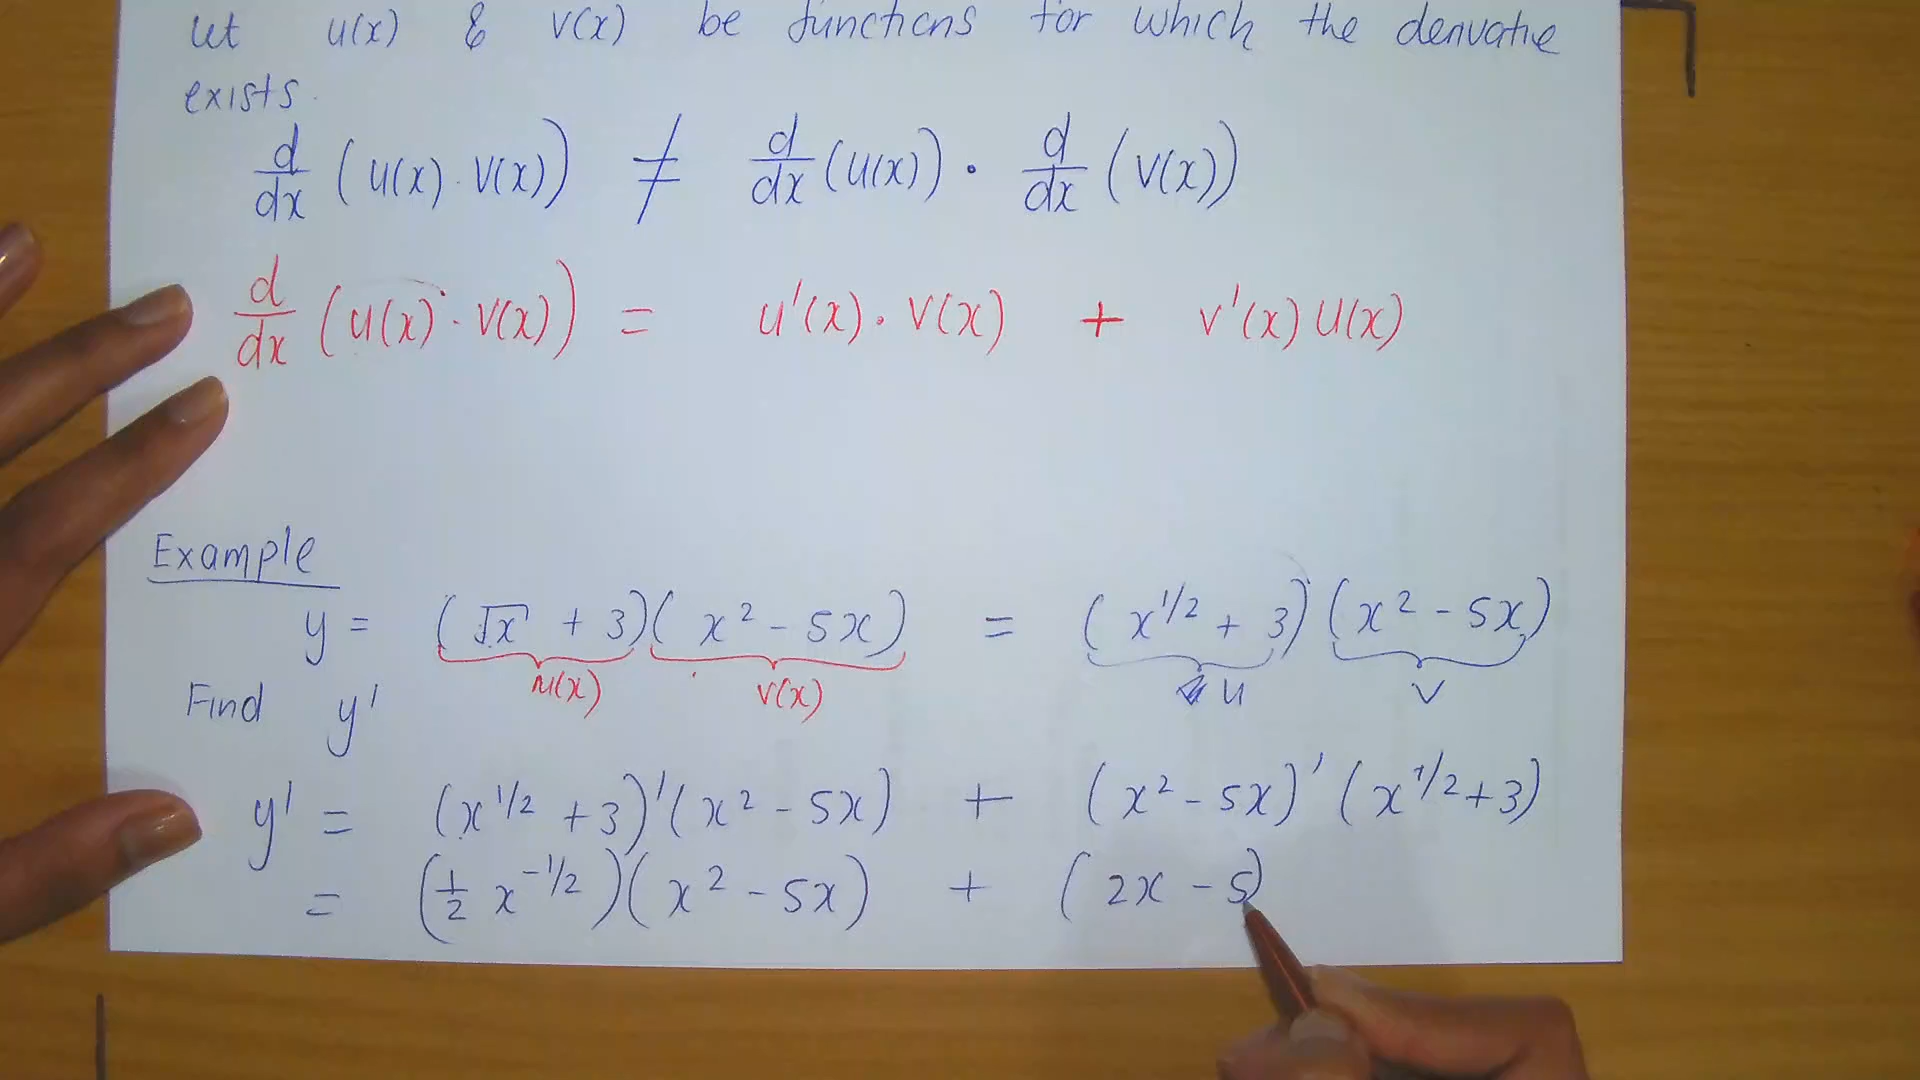 let u(x) & v(x) be functions for which the derivative
exists.
d/dx (u(x) · v(x)) ≠ d/dx (u(x)) · d/dx (v(x))
d/dx (u(x) · v(x)) = u'(x) · v(x) + v'(x) u(x)
Example
y = (√x + 3)(x² - 5x) = (x^1/2 + 3)(x² - 5x)
u(x) v(x) u v
Find y'
y' = (x^1/2 + 3)'(x² - 5x) + (x² - 5x)'(x^1/2 + 3)
= (1/2 x^-1/2)(x² - 5x) + (2x - 5)